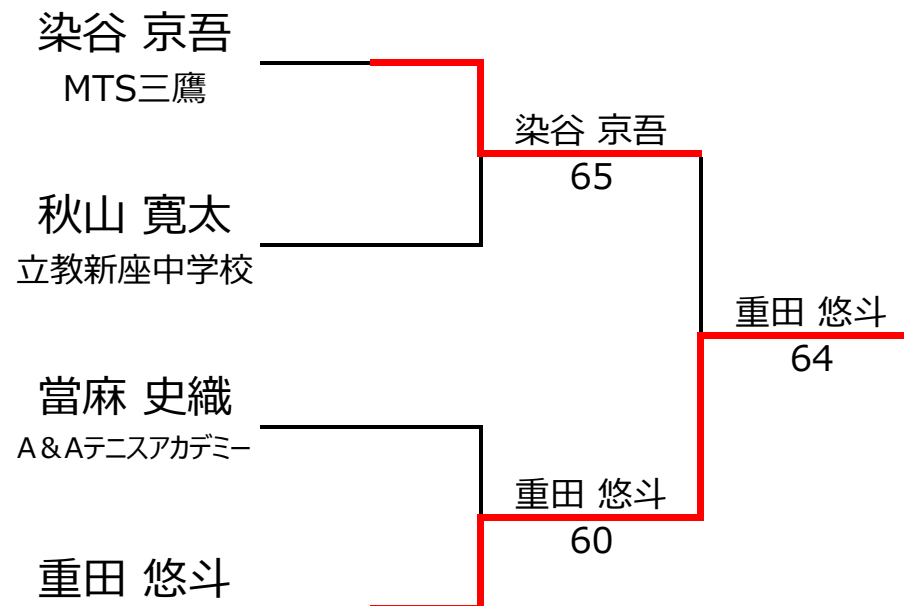 染谷 京吾
MTS三鷹
染谷 京吾
65
秋山 寛太
立教新座中学校
重田 悠斗
64
當麻 史織
A&Aテニスアカデミー
重田 悠斗
60
重田 悠斗